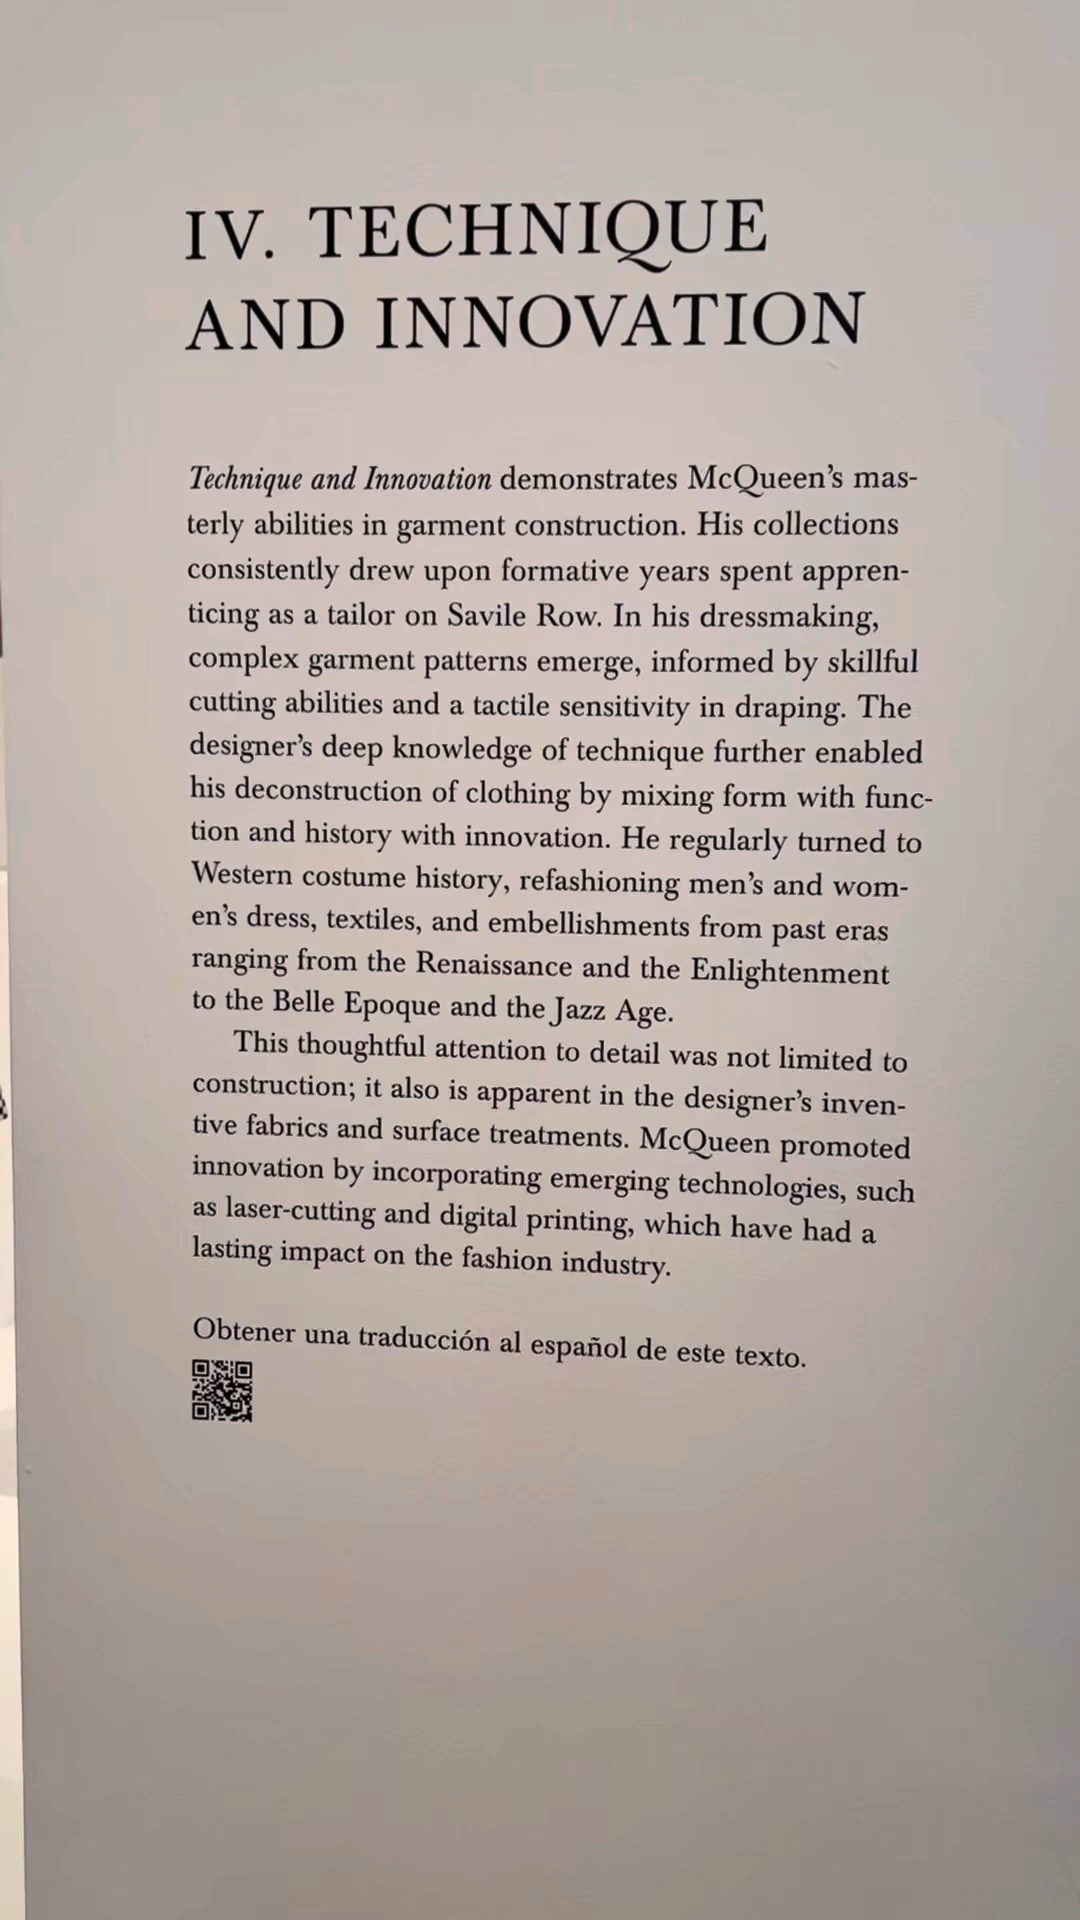 IV. TECHNIQUE
AND INNOVATION
Technique and Innovation demonstrates McQueen’s mas-
terly abilities in garment construction. His collections
consistently drew upon formative years spent appren-
ticing as a tailor on Savile Row. In his dressmaking,
complex garment patterns emerge, informed by skillful
cutting abilities and a tactile sensitivity in draping. The
designer’s deep knowledge of technique further enabled
his deconstruction of clothing by mixing form with func-
tion and history with innovation. He regularly turned to
Western costume history, refashioning men’s and wom-
en’s dress, textiles, and embellishments from past eras
ranging from the Renaissance and the Enlightenment
to the Belle Epoque and the Jazz Age.
This thoughtful attention to detail was not limited to
construction; it also is apparent in the designer’s inven-
tive fabrics and surface treatments. McQueen promoted
innovation by incorporating emerging technologies, such
as laser-cutting and digital printing, which have had a
lasting impact on the fashion industry.
Obtener una traducción al español de este texto.